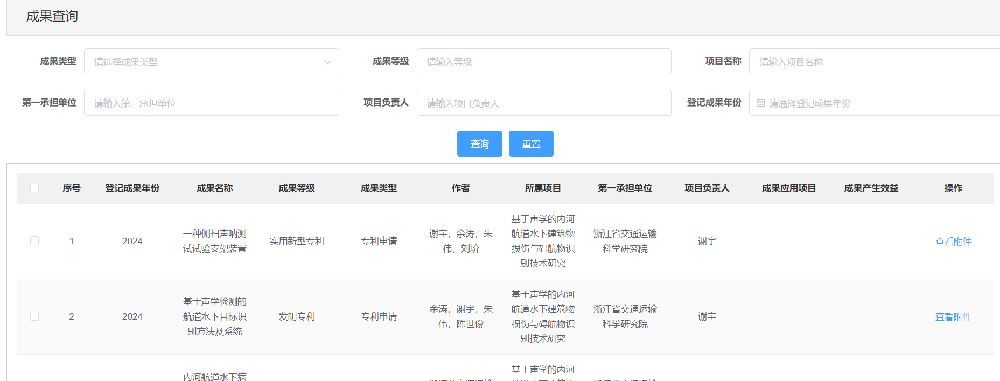 成果查询
成果类型 请选择成果类型 成果等级 请输入等级 项目名称 请输入项目名称
第一承担单位 请输入第一承担单位 项目负责人 请输入项目负责人 登记成果年份 请选择登记成果年份
查询 重置
序号 登记成果年份 成果名称 成果等级 成果类型 作者 所属项目 第一承担单位 项目负责人 成果应用项目 成果产生效益 操作
1
2024
一种侧扫声呐测
试试验支架装置
实用新型专利
专利申请
谢宇，余涛，朱
伟，刘玠
基于声学的内河
航道水下建筑物
损伤与碍航物识
别技术研究
浙江省交通运输
科学研究院
谢宇
查看附件
2
2024
基于声学检测的
航道水下目标识
别方法及系统
发明专利
专利申请
余涛，谢宇，朱
伟，陈世俊
基于声学的内河
航道水下建筑物
损伤与碍航物识
别技术研究
浙江省交通运输
科学研究院
谢宇
查看附件
内河航道水下病
基于声学的内河